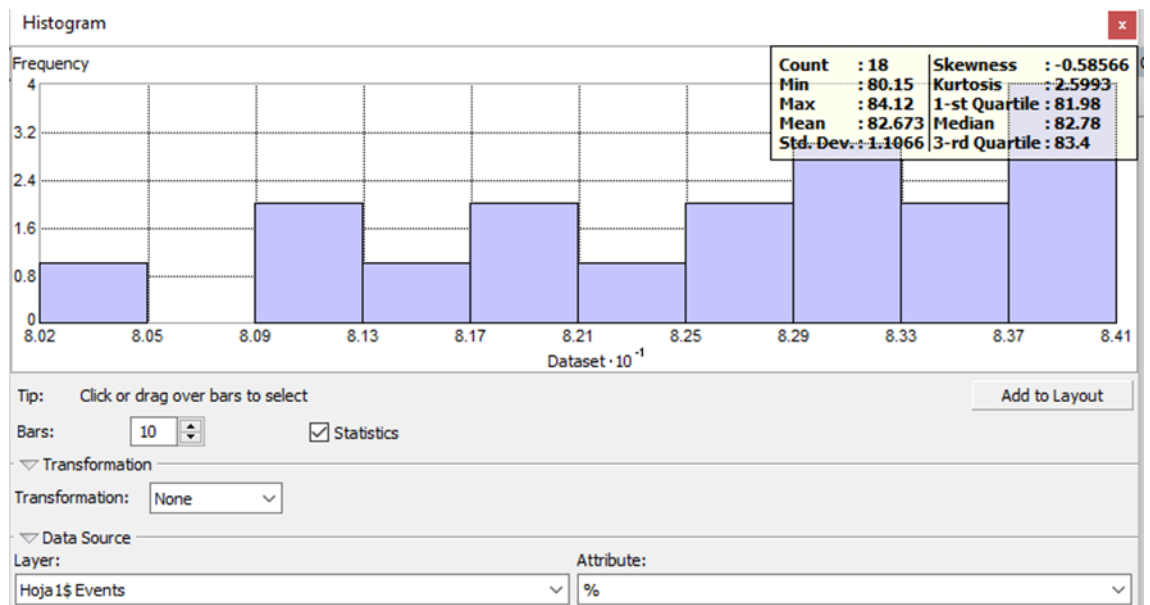 Histogram
x
Frequency
Count : 18 Skewness : -0.58566
Min : 80.15 Kurtosis : 2.5993
Max : 84.12 1-st Quartile : 81.98
Mean : 82.673 Median : 82.78
Std. Dev. : 1.1066 3-rd Quartile : 83.4
4
3.2
2.4
1.6
0.8
0
8.02 8.05 8.09 8.13 8.17 8.21 8.25 8.29 8.33 8.37 8.41
Dataset · 10⁻¹
Tip: Click or drag over bars to select Add to Layout
Bars: 10 Statistics
Transformation
Transformation: None
Data Source
Layer: Attribute:
Hoja1$ Events %